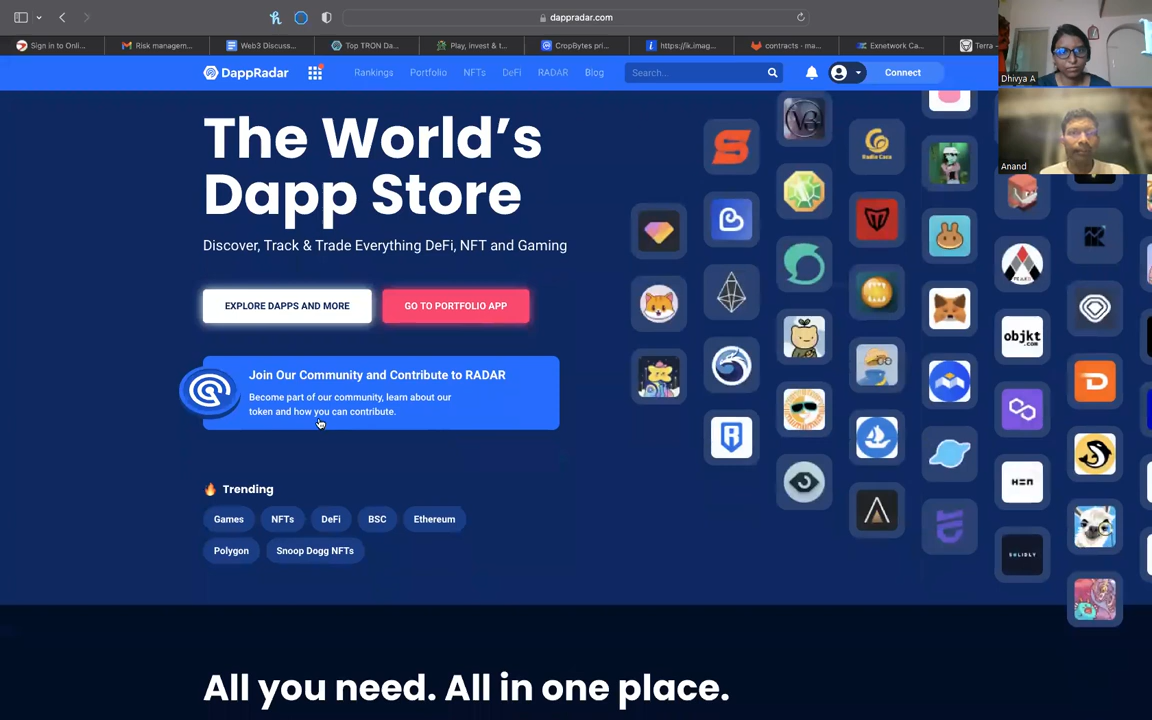 dappradar.com
Sign in to Onli...
Gmail Risk managem...
Web3 Discuss...
Top TRON Da...
Play, invest & t...
CropBytes pri...
https://ik.imag...
contracts - ma...
Exnetwork Ca...
Terra -
DappRadar
Rankings
Portfolio
NFTs
DeFi
RADAR
Blog
Search...
Connect
Dhivya A
Anand
The World's
Dapp Store
Discover, Track & Trade Everything DeFi, NFT and Gaming
EXPLORE DAPPS AND MORE
GO TO PORTFOLIO APP
Join Our Community and Contribute to RADAR
Become part of our community, learn about our
token and how you can contribute.
Trending
Games
NFTs
DeFi
BSC
Ethereum
Polygon
Snoop Dogg NFTs
Radio Caca
objkt
.com
All you need. All in one place.